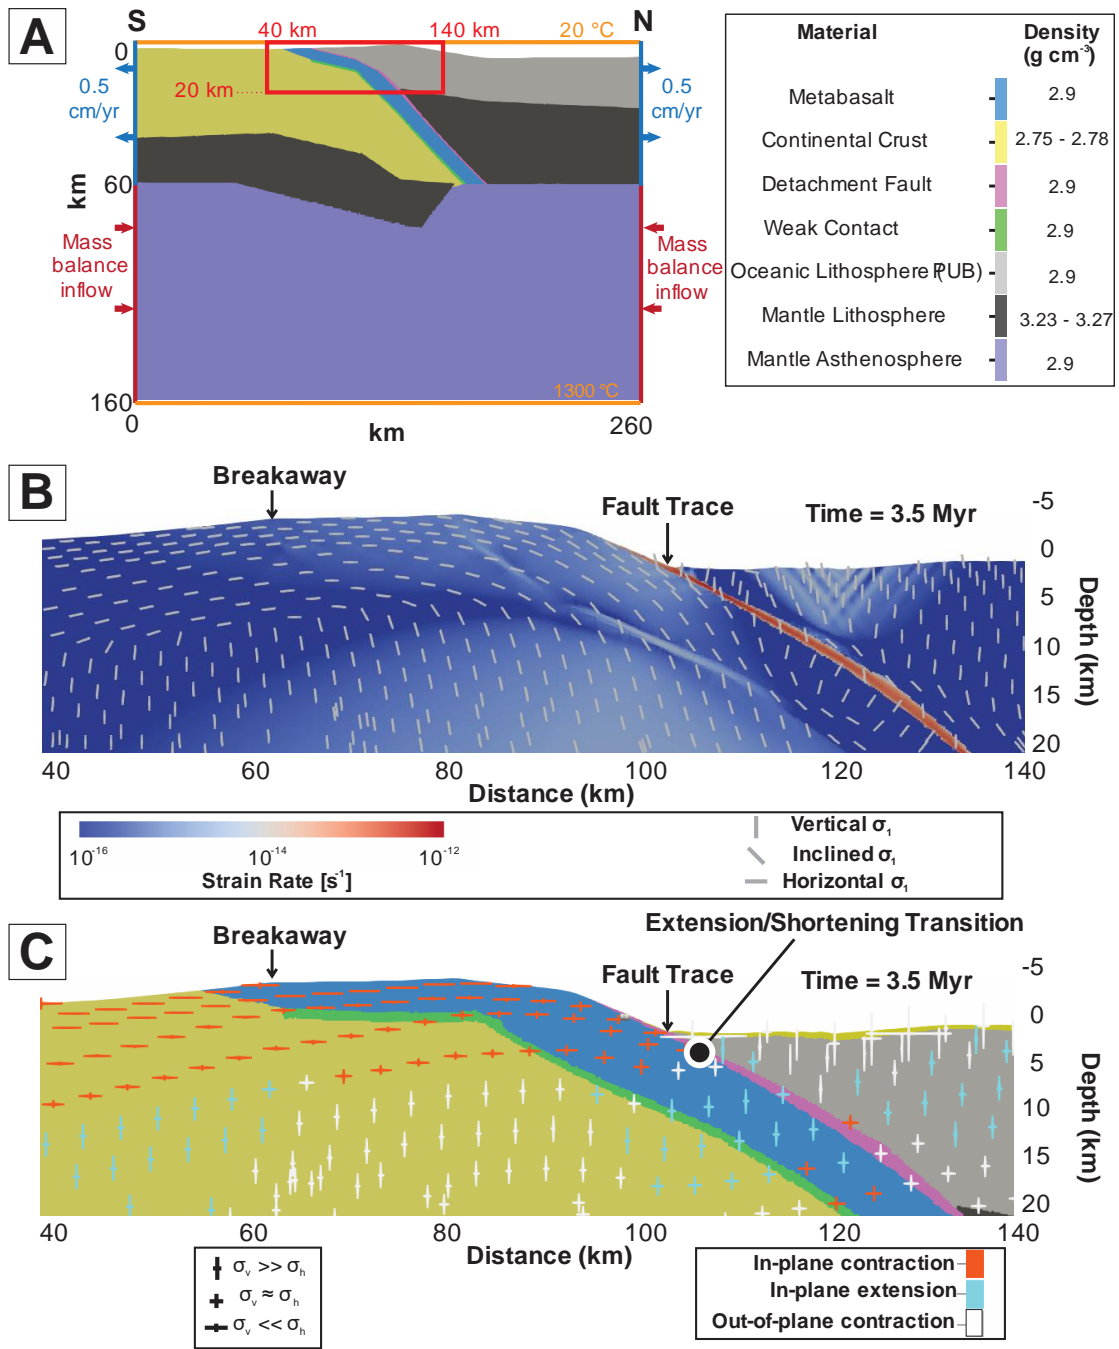 A
S
N
40 km
140 km
20 °C
0
20 km
0.5
cm/yr
0.5
cm/yr
km
60
Mass
balance
inflow
Mass
balance
inflow
1300 °C
160
0
km
260
Material
Density
(g cm⁻³)
Metabasalt
2.9
Continental Crust
2.75 - 2.78
Detachment Fault
2.9
Weak Contact
2.9
Oceanic Lithosphere (PUB)
2.9
Mantle Lithosphere
3.23 - 3.27
Mantle Asthenosphere
2.9
B
Breakaway
Fault Trace
Time = 3.5 Myr
-5
0
5
10
15
20
Depth (km)
40
60
80
100
120
140
Distance (km)
10⁻¹⁶
10⁻¹⁴
10⁻¹²
Strain Rate [s⁻¹]
Vertical σ₁
Inclined σ₁
Horizontal σ₁
C
Extension/Shortening Transition
Breakaway
Fault Trace
Time = 3.5 Myr
-5
0
5
10
15
20
Depth (km)
40
60
80
100
120
140
Distance (km)
σᵥ >> σₕ
σᵥ ≈ σₕ
σᵥ << σₕ
In-plane contraction
In-plane extension
Out-of-plane contraction